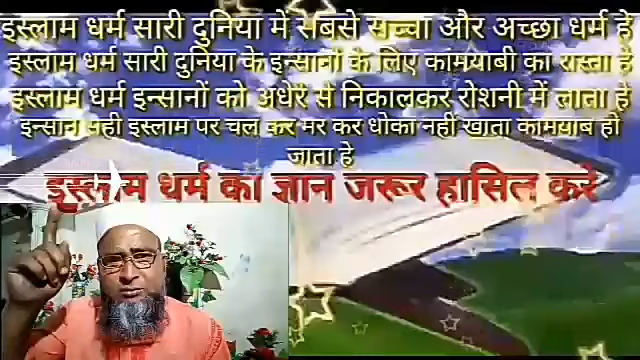 इस्लाम धर्म सारी दुनिया में सबसे सच्चा और अच्छा धर्म हे
इस्लाम धर्म सारी दुनिया के इन्सानों के लिए कामयाबी का रास्ता हे
इस्लाम धर्म इन्सानों को अंधेरे से निकालकर रोशनी में लाता हे
इन्सान सही इस्लाम पर चल कर मर कर धोका नहीं खाता कामयाब हो
जाता हे
इस्लाम धर्म का ज्ञान जरूर हासिल करे